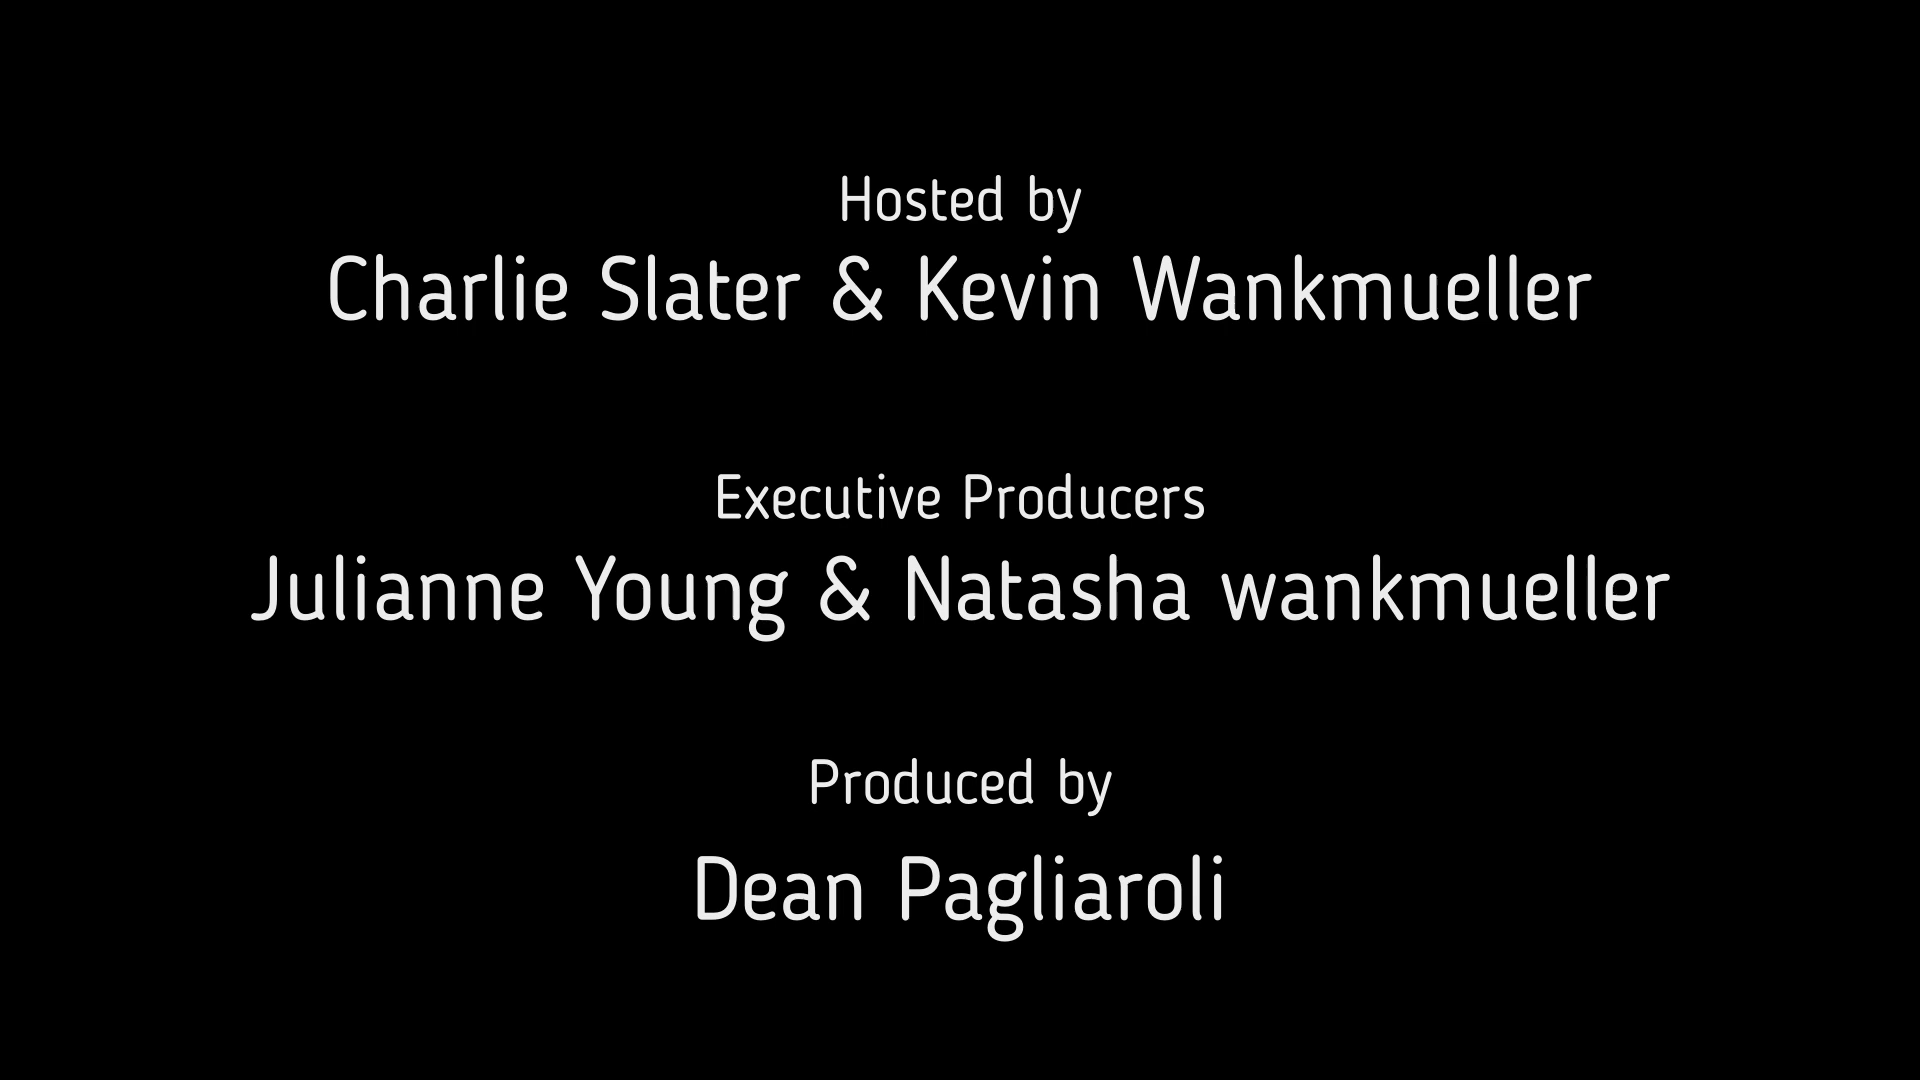 Hosted by
Charlie Slater & Kevin Wankmueller
Executive Producers
Julianne Young & Natasha wankmueller
Produced by
Dean Pagliaroli